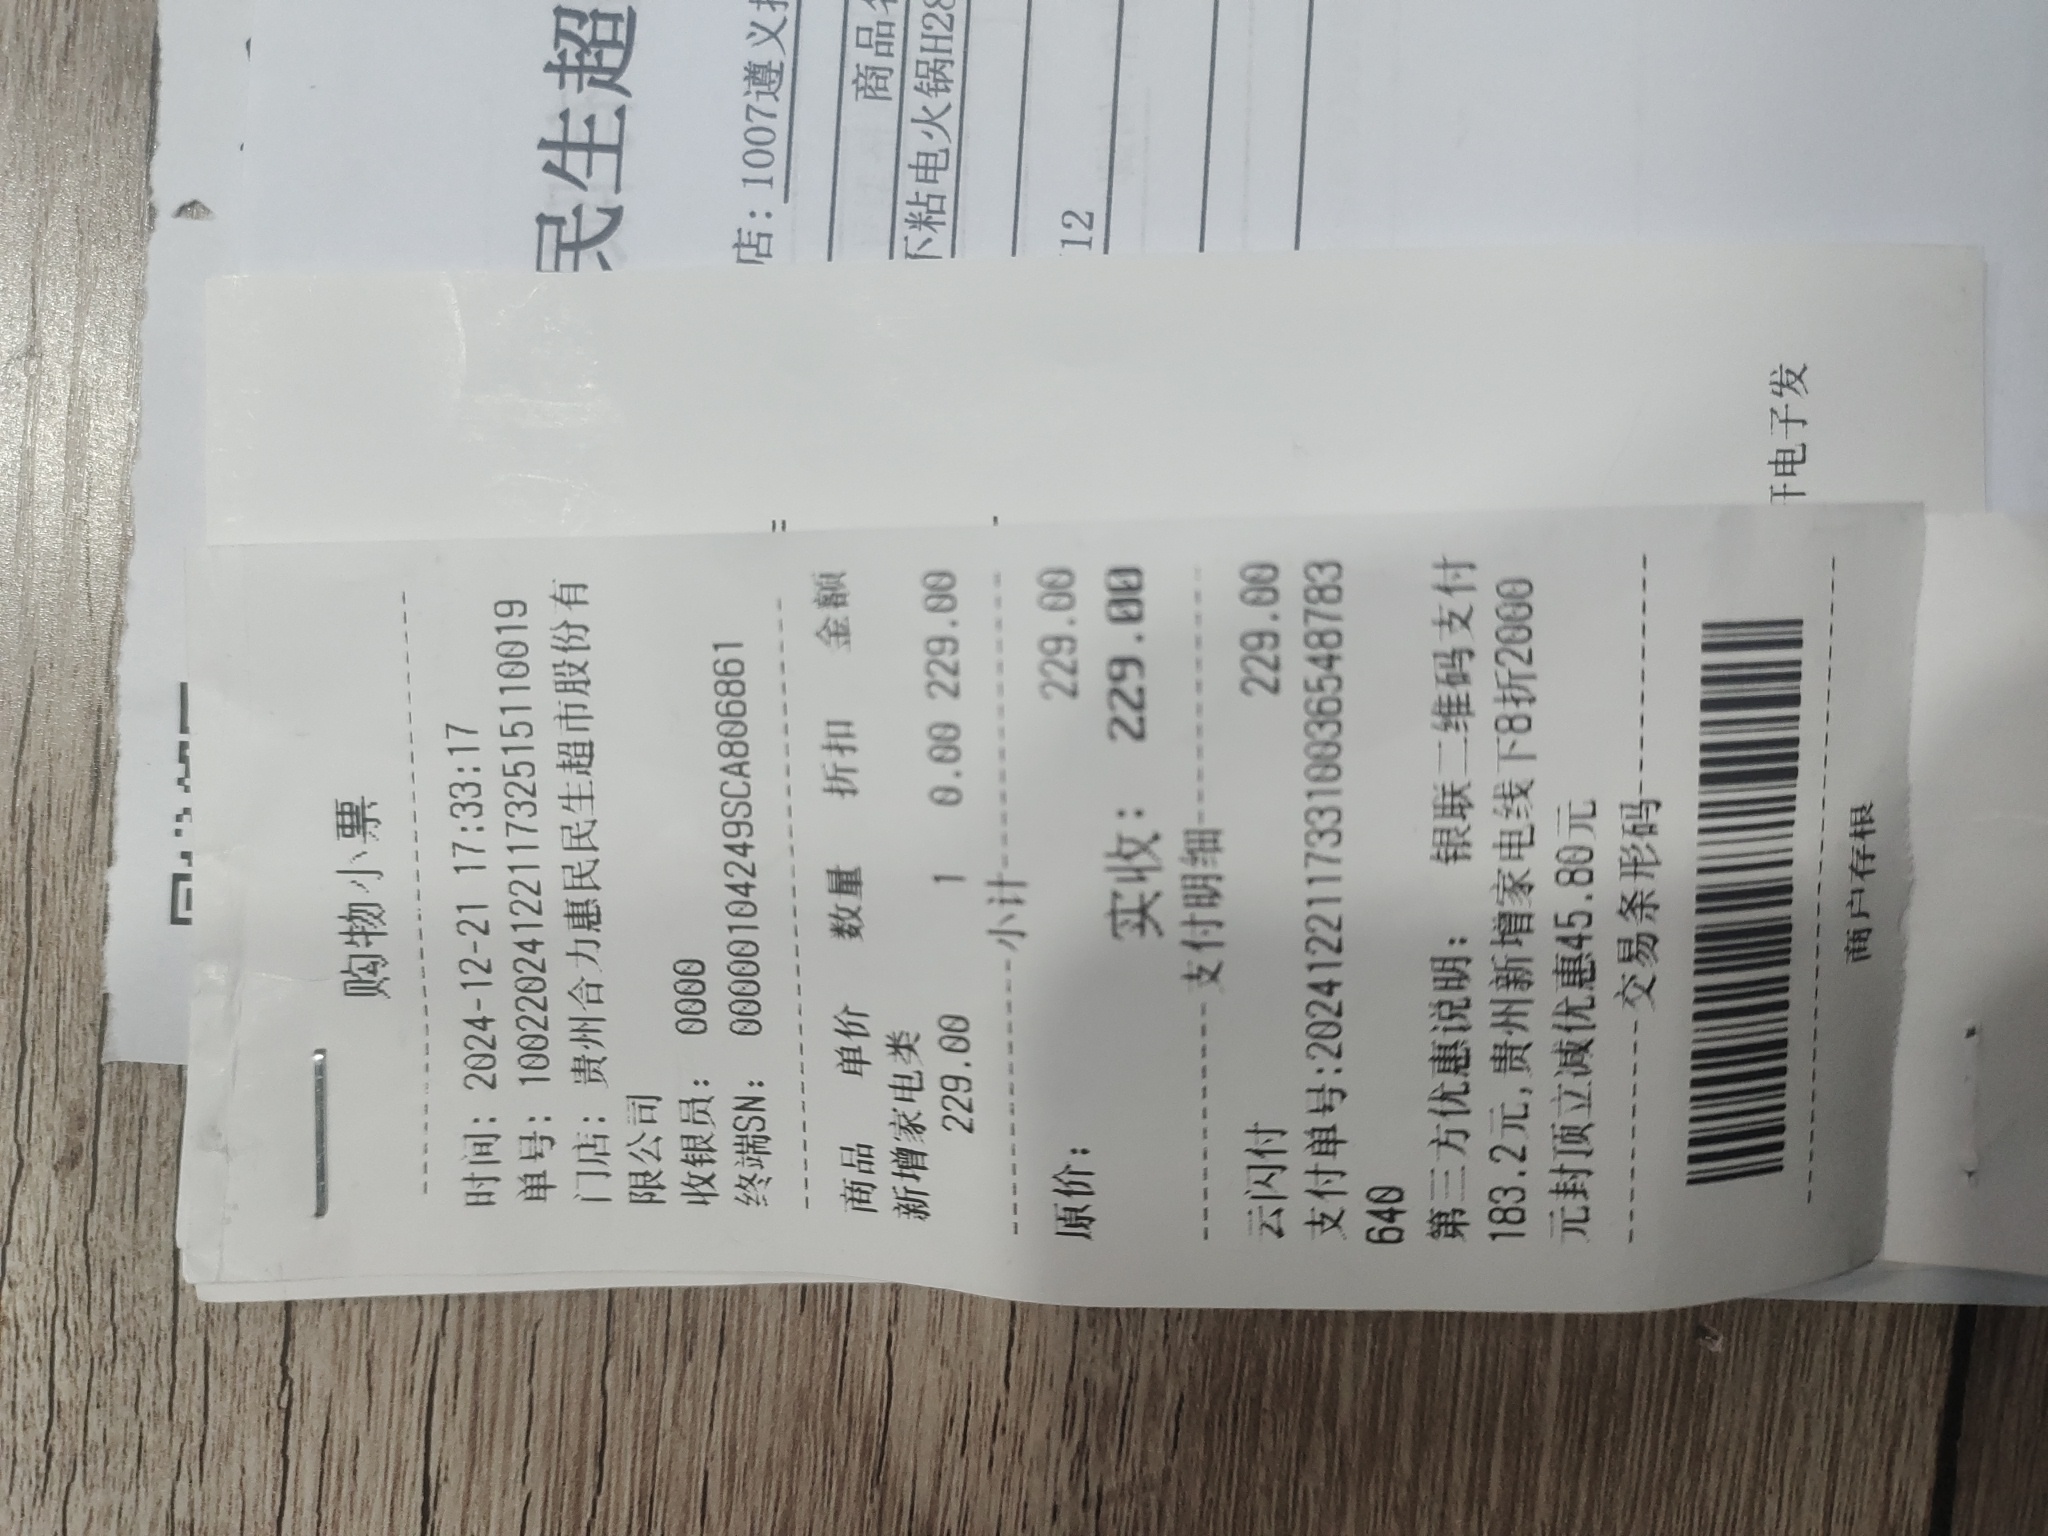 购物小票
时间: 2024-12-21 17:33:17
单号: 10022024122117325151100​19
门店: 贵州合力惠民民生超市股份有
限公司
收银员: 0000
终端SN: 00000104249SCA806861
商品 单价 数量 折扣 金额
新增家电类
229.00 1 0.00 229.00
小计
原价: 229.00
实收: 229.00
支付明细
云闪付 229.00
支付单号:20241221173310036548783
640
第三方优惠说明: 银联二维码支付
183.2元,贵州新增家电线下8折2000
元封顶立减优惠45.80元
交易条形码
商户存根
民生超
店: 1007遵义
商品
粘电火锅H28
12
电子发